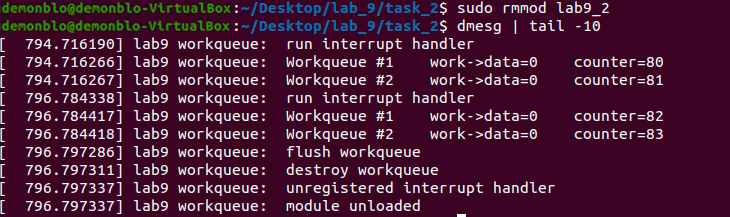 demonblo@demonblo-VirtualBox:~/Desktop/lab_9/task_2$ sudo rmmod lab9_2
demonblo@demonblo-VirtualBox:~/Desktop/lab_9/task_2$ dmesg | tail -10
[  794.716190] lab9 workqueue:  run interrupt handler
[  794.716266] lab9 workqueue:  Workqueue #1    work->data=0    counter=80
[  794.716267] lab9 workqueue:  Workqueue #2    work->data=0    counter=81
[  796.784338] lab9 workqueue:  run interrupt handler
[  796.784417] lab9 workqueue:  Workqueue #1    work->data=0    counter=82
[  796.784418] lab9 workqueue:  Workqueue #2    work->data=0    counter=83
[  796.797286] lab9 workqueue:  flush workqueue
[  796.797311] lab9 workqueue:  destroy workqueue
[  796.797337] lab9 workqueue:  unregistered interrupt handler
[  796.797337] lab9 workqueue:  module unloaded